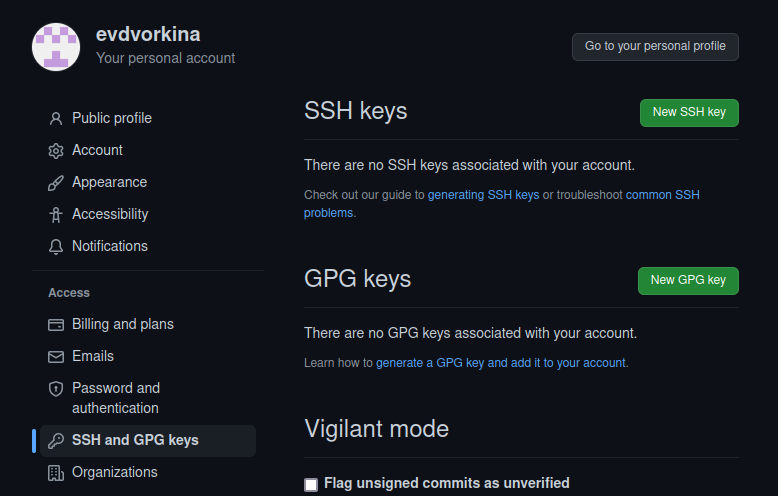 evdvorkina
Your personal account
Go to your personal profile
Public profile
Account
Appearance
Accessibility
Notifications
Access
Billing and plans
Emails
Password and
authentication
SSH and GPG keys
Organizations
SSH keys
New SSH key
There are no SSH keys associated with your account.
Check out our guide to generating SSH keys or troubleshoot common SSH
problems.
GPG keys
New GPG key
There are no GPG keys associated with your account.
Learn how to generate a GPG key and add it to your account.
Vigilant mode
Flag unsigned commits as unverified